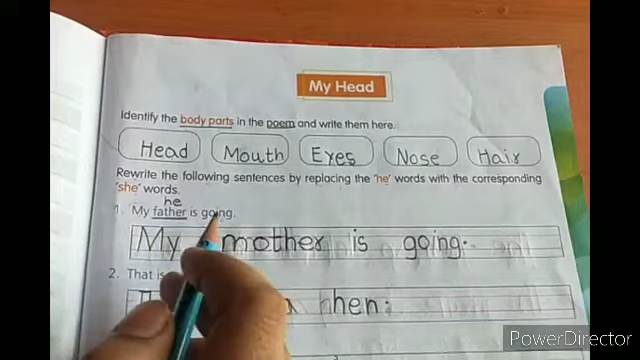 My Head
Identify the body parts in the poem and write them here.
Head Mouth Eyes Nose Hair
Rewrite the following sentences by replacing the 'he' words with the corresponding
'she' words.
he
1. My father is going.
My mother is going.
2. That is
hen.
PowerDirector